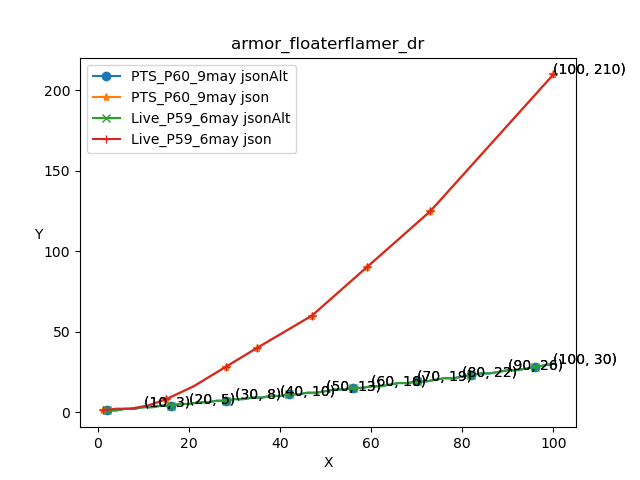 armor_floaterflamer_dr
PTS_P60_9may jsonAlt
PTS_P60_9may json
Live_P59_6may jsonAlt
Live_P59_6may json
(100, 210)
200
150
Y
100
50
(100, 30)
(90, 26)
(80, 22)
(70, 19)
(60, 16)
(50, 13)
(40, 10)
(30, 8)
(20, 5)
(10, 3)
0
0 20 40 60 80 100
X